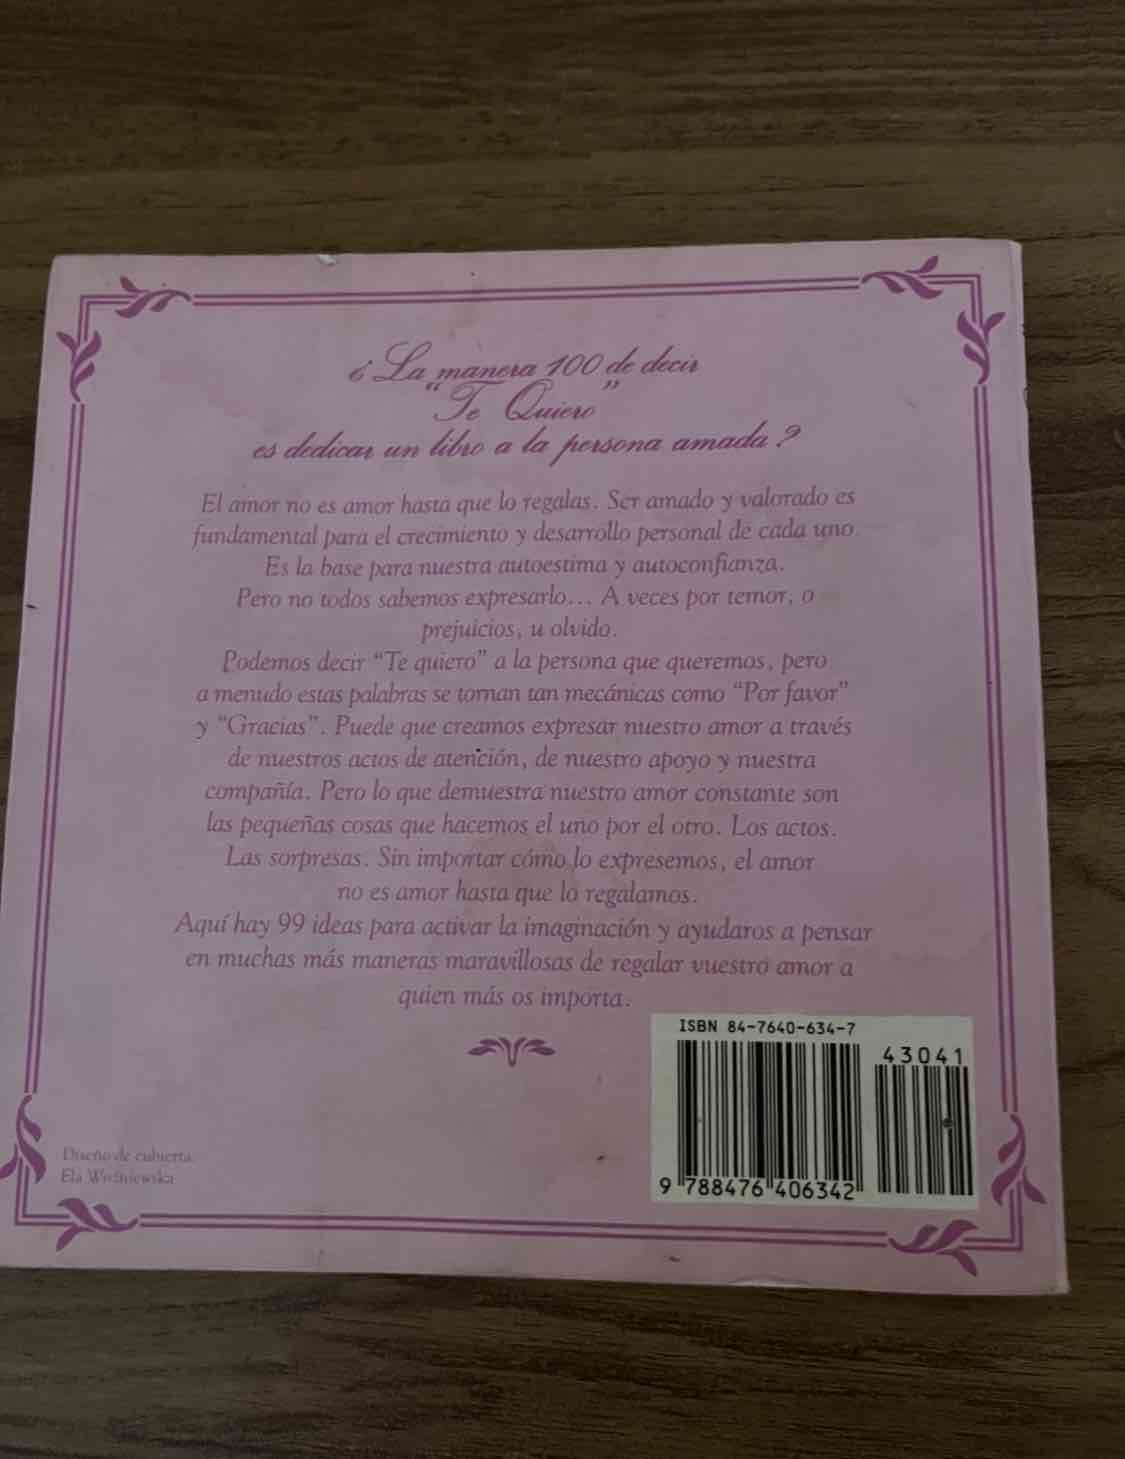 ¿La manera 100 de decir
"Te Quiero"
es dedicar un libro a la persona amada?
El amor no es amor hasta que lo regalas. Ser amado y valorado es
fundamental para el crecimiento y desarrollo personal de cada uno.
Es la base para nuestra autoestima y autoconfianza.
Pero no todos sabemos expresarlo... A veces por temor, o
prejuicios, u olvido.
Podemos decir "Te quiero" a la persona que queremos, pero
a menudo estas palabras se tornan tan mecánicas como "Por favor"
y "Gracias". Puede que creamos expresar nuestro amor a través
de nuestros actos de atención, de nuestro apoyo y nuestra
compañía. Pero lo que demuestra nuestro amor constante son
las pequeñas cosas que hacemos el uno por el otro. Los actos.
Las sorpresas. Sin importar cómo lo expresemos, el amor
no es amor hasta que lo regalamos.
Aquí hay 99 ideas para activar la imaginación y ayudaros a pensar
en muchas más maneras maravillosas de regalar vuestro amor a
quien más os importa.
ISBN 84-7640-634-7
43041
9 788476 406342
Diseño de cubierta:
Ela Woźniewska